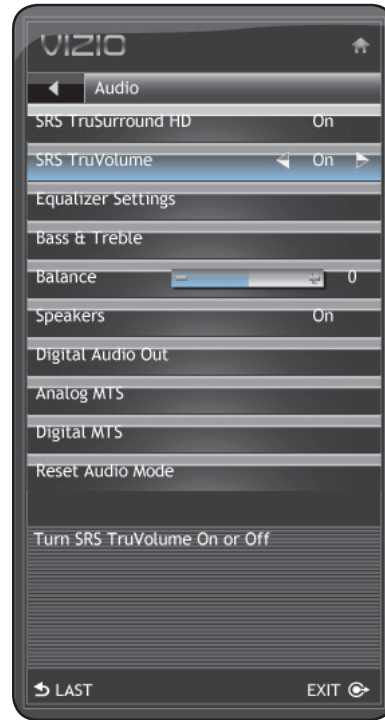 VIZIO
Audio
SRS TruSurround HD On
SRS TruVolume On
Equalizer Settings
Bass & Treble
Balance 0
Speakers On
Digital Audio Out
Analog MTS
Digital MTS
Reset Audio Mode
Turn SRS TruVolume On or Off
LAST EXIT